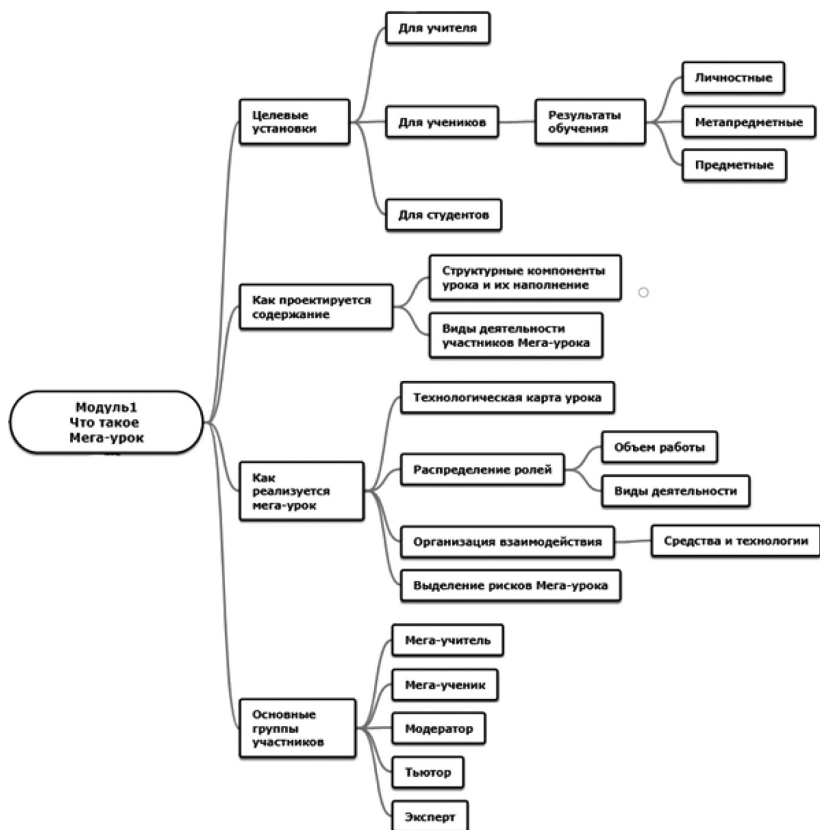 Модуль1
Что такое
Мега-урок
Целевые
установки
Для учителя
Для учеников
Результаты
обучения
Личностные
Метапредметные
Предметные
Для студентов
Как проектируется
содержание
Структурные компоненты
урока и их наполнение
Виды деятельности
участников Мега-урока
Как
реализуется
мега-урок
Технологическая карта урока
Распределение ролей
Объем работы
Виды деятельности
Организация взаимодействия
Средства и технологии
Выделение рисков Мега-урока
Основные
группы
участников
Мега-учитель
Мега-ученик
Модератор
Тьютор
Эксперт